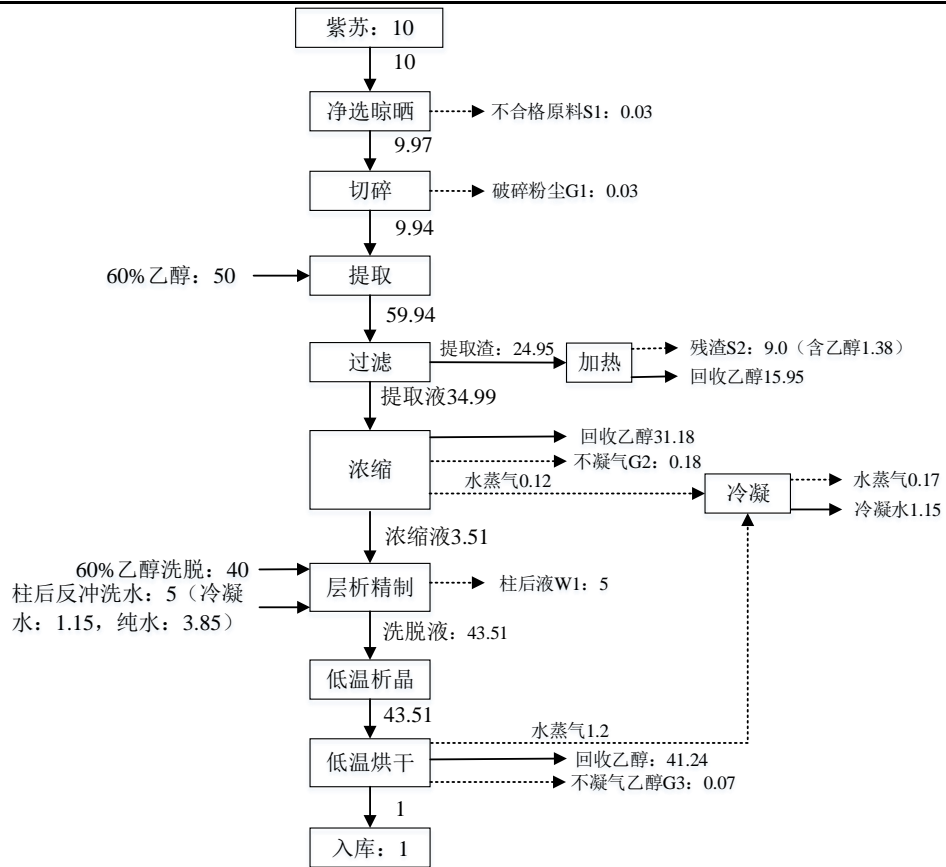 紫苏：10
10
净选晾晒
不合格原料S1：0.03
9.97
切碎
破碎粉尘G1：0.03
9.94
60%乙醇：50
提取
59.94
过滤
提取渣：24.95
加热
残渣S2：9.0（含乙醇1.38）
回收乙醇15.95
提取液34.99
浓缩
回收乙醇31.18
不凝气G2：0.18
水蒸气0.12
冷凝
水蒸气0.17
冷凝水1.15
浓缩液3.51
60%乙醇洗脱：40
柱后反冲洗水：5（冷凝
水：1.15，纯水：3.85）
层析精制
柱后液W1：5
洗脱液：43.51
低温析晶
43.51
水蒸气1.2
低温烘干
回收乙醇：41.24
不凝气乙醇G3：0.07
1
入库：1